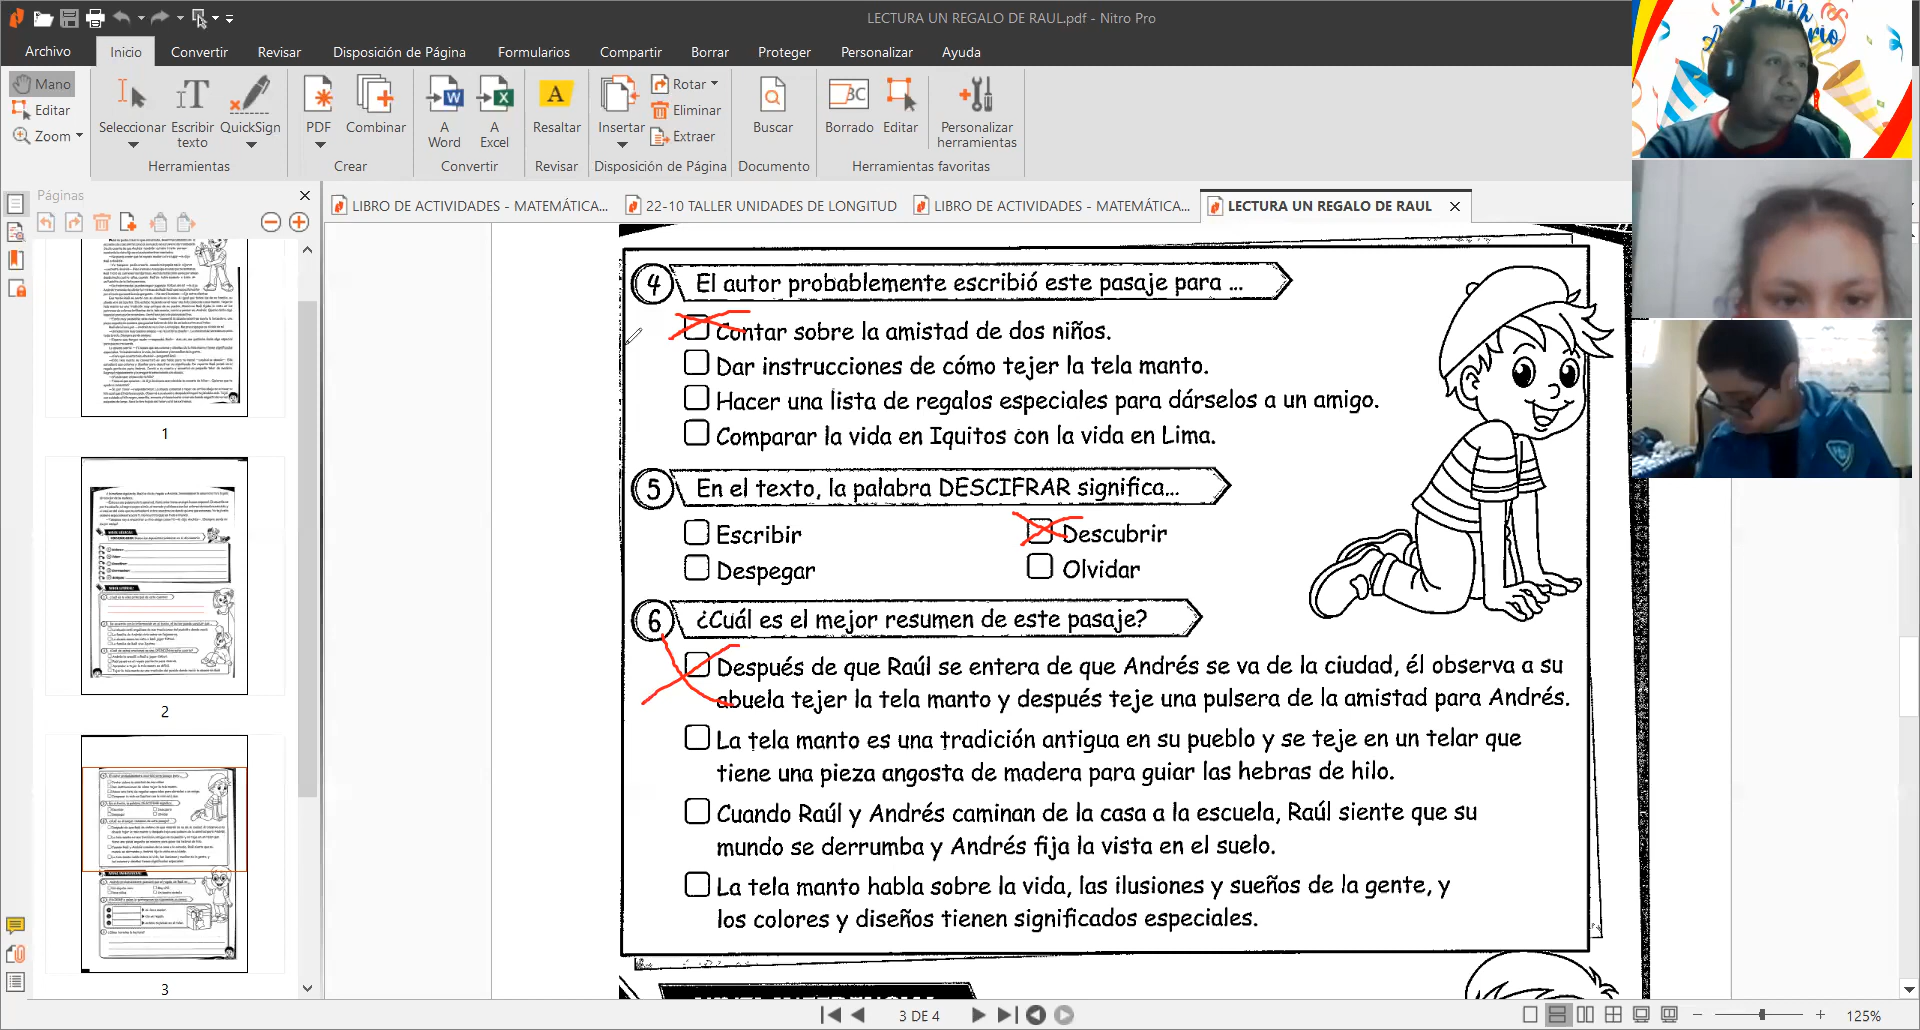 LECTURA UN REGALO DE RAUL.pdf - Nitro Pro
Archivo Inicio Convertir Revisar Disposición de Página Formularios Compartir Borrar Proteger Personalizar Ayuda
Mano
Editar
Zoom
Seleccionar
Escribir texto
QuickSign
Herramientas
PDF
Combinar
Crear
A Word
A Excel
Convertir
Resaltar
Revisar
Insertar
Rotar
Eliminar
Extraer
Disposición de Página
Buscar
Documento
Borrado
Editar
Personalizar herramientas
Herramientas favoritas
Páginas
LIBRO DE ACTIVIDADES - MATEMÁTICA...
22-10 TALLER UNIDADES DE LONGITUD
LIBRO DE ACTIVIDADES - MATEMÁTICA...
LECTURA UN REGALO DE RAUL
1
2
3
4 El autor probablemente escribió este pasaje para ...
Contar sobre la amistad de dos niños.
Dar instrucciones de cómo tejer la tela manto.
Hacer una lista de regalos especiales para dárselos a un amigo.
Comparar la vida en Iquitos con la vida en Lima.
5 En el texto, la palabra DESCIFRAR significa...
Escribir Descubrir
Despegar Olvidar
6 ¿Cuál es el mejor resumen de este pasaje?
Después de que Raúl se entera de que Andrés se va de la ciudad, él observa a su
abuela tejer la tela manto y después teje una pulsera de la amistad para Andrés.
La tela manto es una tradición antigua en su pueblo y se teje en un telar que
tiene una pieza angosta de madera para guiar las hebras de hilo.
Cuando Raúl y Andrés caminan de la casa a la escuela, Raúl siente que su
mundo se derrumba y Andrés fija la vista en el suelo.
La tela manto habla sobre la vida, las ilusiones y sueños de la gente, y
los colores y diseños tienen significados especiales.
3 DE 4
125%